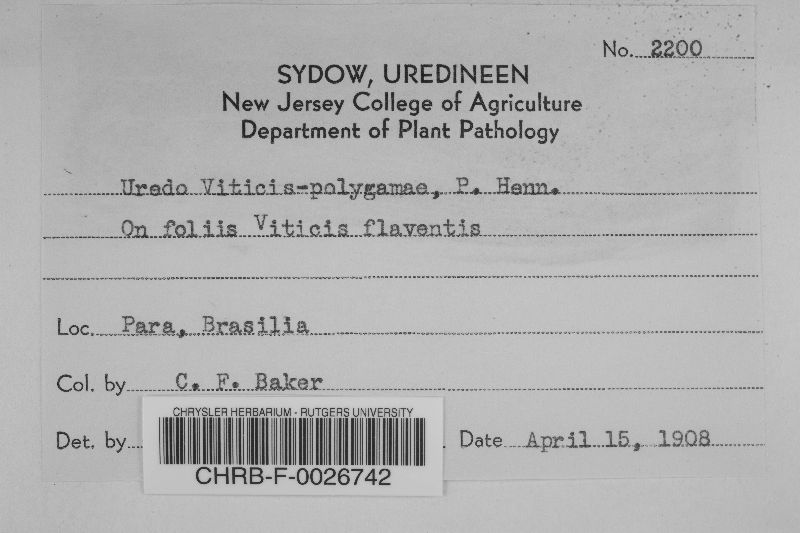 No. 2200
SYDOW, UREDINEEN
New Jersey College of Agriculture
Department of Plant Pathology
Uredo Viticis-polygamae, P. Henn.
On foliis Viticis flaventis
Loc. Para, Brasilia
Col. by C. F. Baker
Det. by Date April 15, 1908
CHRYSLER HERBARIUM - RUTGERS UNIVERSITY
CHRB-F-0026742